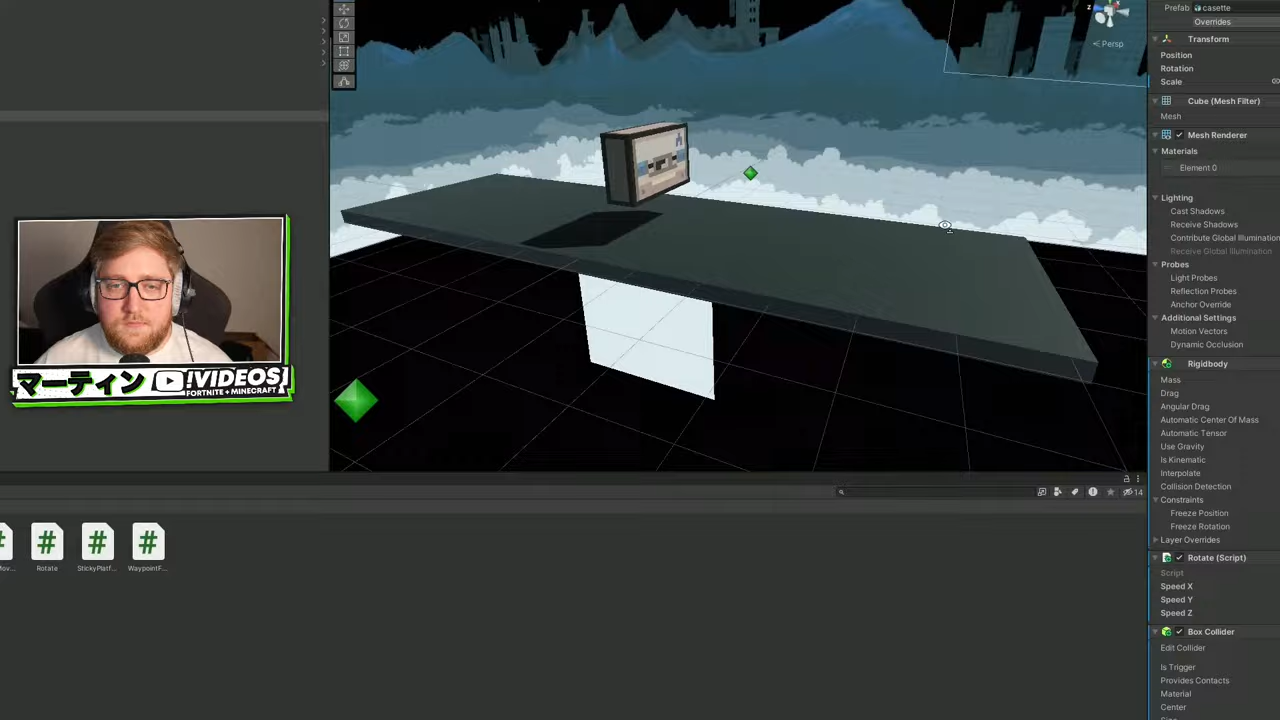 Prefab casette
Overrides
Transform
Position
Rotation
Scale
Cube (Mesh Filter)
Mesh
Mesh Renderer
Materials
Element 0
Lighting
Cast Shadows
Receive Shadows
Contribute Global Illumination
Receive Global Illumination
Probes
Light Probes
Reflection Probes
Anchor Override
Additional Settings
Motion Vectors
Dynamic Occlusion
Rigidbody
Mass
Drag
Angular Drag
Automatic Center Of Mass
Automatic Tensor
Use Gravity
Is Kinematic
Interpolate
Collision Detection
Constraints
Freeze Position
Freeze Rotation
Layer Overrides
Rotate (Script)
Script
Speed X
Speed Y
Speed Z
Box Collider
Edit Collider
Is Trigger
Provides Contacts
Material
Center
z
< Persp
マーティン !VIDEOS
FORTNITE + MINECRAFT
14
# # # #
Mov... Rotate StickyPlatf... WaypointF...